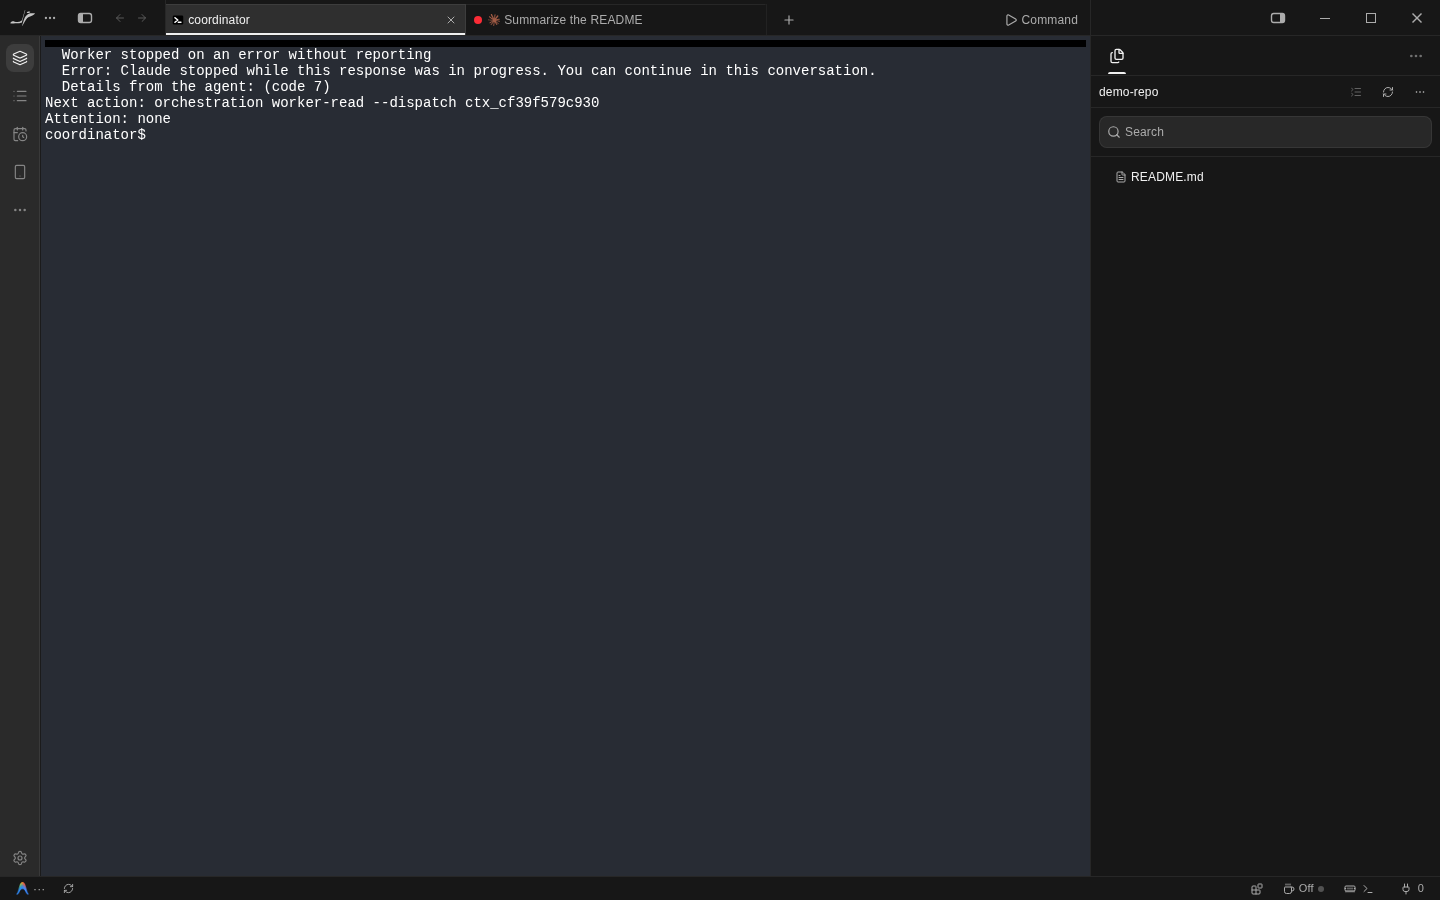 coordinator
Summarize the README
Command
Worker stopped on an error without reporting
Error: Claude stopped while this response was in progress. You can continue in this conversation.
Details from the agent: (code 7)
Next action: orchestration worker-read --dispatch ctx_cf39f579c930
Attention: none
coordinator$
demo-repo
Search
README.md
Off
0